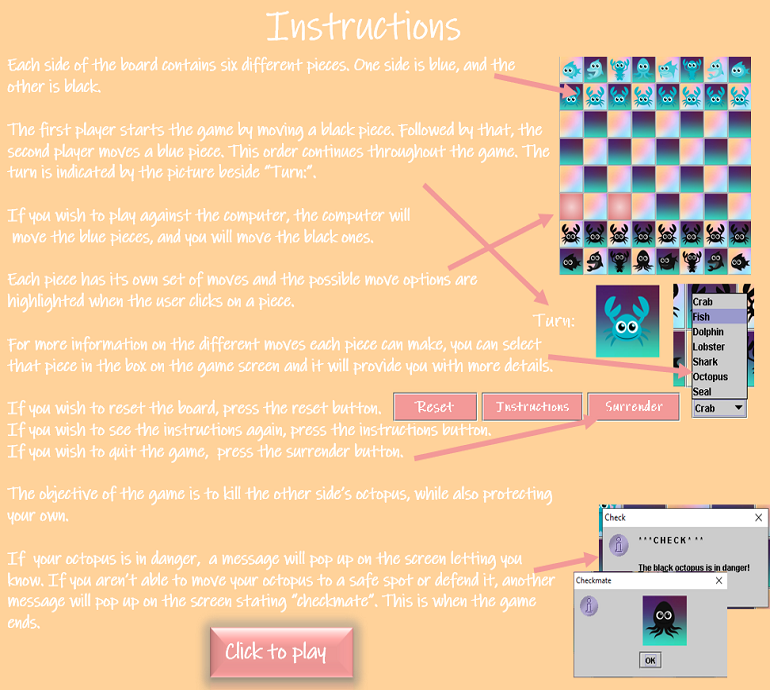 Instructions
Each side of the board contains six different pieces. One side is blue, and the
other is black.
The first player starts the game by moving a black piece. Followed by that, the
second player moves a blue piece. This order continues throughout the game. The
turn is indicated by the picture beside "Turn:".
If you wish to play against the computer, the computer will
move the blue pieces, and you will move the black ones.
Each piece has its own set of moves and the possible move options are
highlighted when the user clicks on a piece.
Turn:
Crab
Fish
Dolphin
Lobster
Shark
Octopus
Seal
Crab
For more information on the different moves each piece can make, you can select
that piece in the box on the game screen and it will provide you with more details.
If you wish to reset the board, press the reset button.
Reset
Instructions
Surrender
If you wish to see the instructions again, press the instructions button.
If you wish to quit the game, press the surrender button.
The objective of the game is to kill the other side's octopus, while also protecting
your own.
If your octopus is in danger, a message will pop up on the screen letting you
know. If you aren't able to move your octopus to a safe spot or defend it, another
message will pop up on the screen stating "checkmate". This is when the game
ends.
Check
***CHECK***
The black octopus is in danger!
Checkmate
OK
Click to play